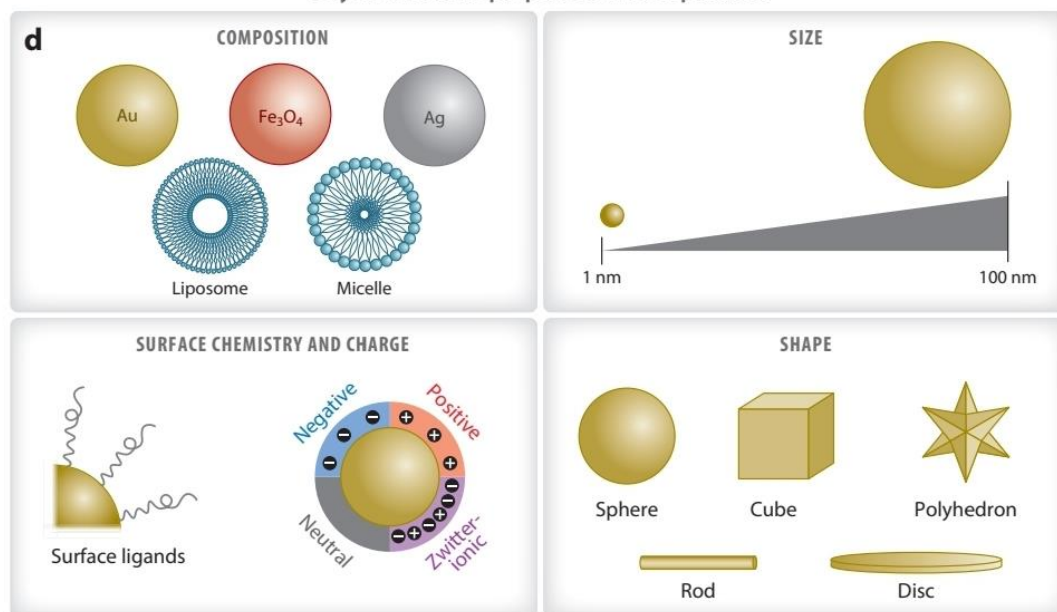 d
COMPOSITION
Au
Fe₃O₄
Ag
Liposome
Micelle
SIZE
1 nm
100 nm
SURFACE CHEMISTRY AND CHARGE
Surface ligands
Negative
Positive
Neutral
Zwitter-
ionic
SHAPE
Sphere
Cube
Polyhedron
Rod
Disc